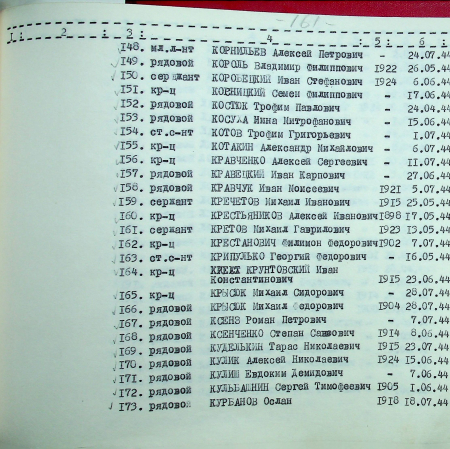 -161-
1: 2 : 3 : 4 : 5 : 6 :
148. мл.л-нт КОРНИЛЬЕВ Алексей Петрович - 24.07.44
149. рядовой КОРОЛЬ Владимир Филиппович 1922 26.05.44
150. сержант КОРОВЕЦКИЙ Иван Стефанович 1924 6.06.44
151. кр-ц КОРНИЦКИЙ Семен Филиппович - 17.06.44
152. рядовой КОСТЮК Трофим Павлович - 24.04.44
153. рядовой КОСУЛА Нина Митрофанович - 15.06.44
154. ст.с-нт КОТОВ Трофим Григорьевич - 1.07.44
155. кр-ц КОТАКИН Александр Михайлович - 6.07.44
156. кр-ц КРАВЧЕНКО Алексей Сергеевич - 11.07.44
157. рядовой КРАВЕЦКИЙ Иван Карпович - 27.06.44
158. рядовой КРАВЧУК Иван Моисеевич 1921 5.07.44
159. сержант КРЕЧЕТОВ Михаил Иванович 1915 25.05.44
160. кр-ц КРЕСТЬЯНИКОВ Алексей Иванович 1898 17.05.44
161. сержант КРЕТОВ Михаил Гаврилович 1923 13.05.44
162. кр-ц КРЕСТАНОВИЧ Филимон Федорович 1902 7.07.44
163. ст.с-нт КРИПУЛЬКО Георгий Федорович - 16.05.44
164. кр-ц КРУНТОВСКИЙ Иван
Константинович 1915 23.06.44
165. кр-ц КРЫСЮК Михаил Сидорович - 28.07.44
166. рядовой КРЫСЮК Михаил Федорович 1904 28.07.44
167. рядовой КСЕНЗ Роман Петрович - 7.07.44
168. рядовой КСЕНЧЕНКО Степан Саввович 1914 8.06.44
169. рядовой КУДЕЛЬКИН Тарас Николаевич 1915 23.07.44
170. рядовой КУЛИК Алексей Николаевич 1924 15.06.44
171. рядовой КУЛИШ Евдоким Демидович - 7.06.44
172. рядовой КУЛЬБАШНИН Сергей Тимофеевич 1905 1.06.44
173. рядовой КУРБАНОВ Ослан 1918 18.07.44